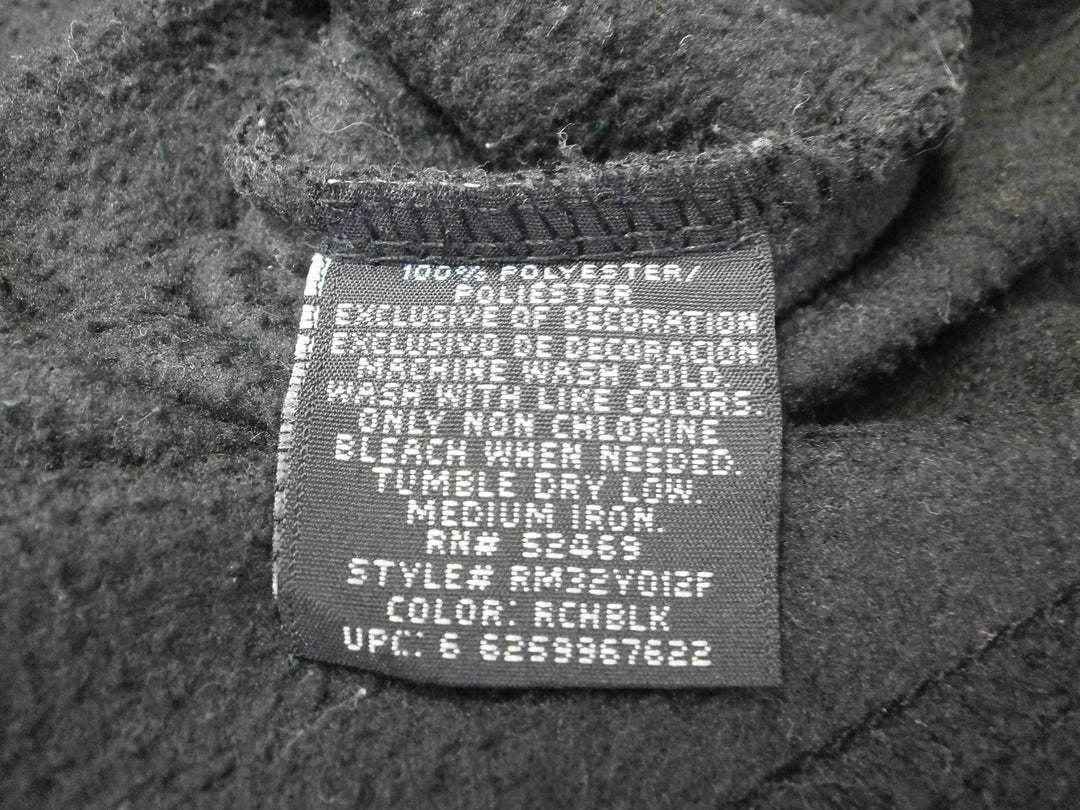 100% POLYESTER/
POLIESTER
EXCLUSIVE OF DECORATION
EXCLUSIVO DE DECORACION
MACHINE WASH COLD.
WASH WITH LIKE COLORS.
ONLY NON CHLORINE
BLEACH WHEN NEEDED.
TUMBLE DRY LOW.
MEDIUM IRON.
RN# 52469
STYLE# RM32Y012F
COLOR: RCHBLK
UPC: 6 6259967622